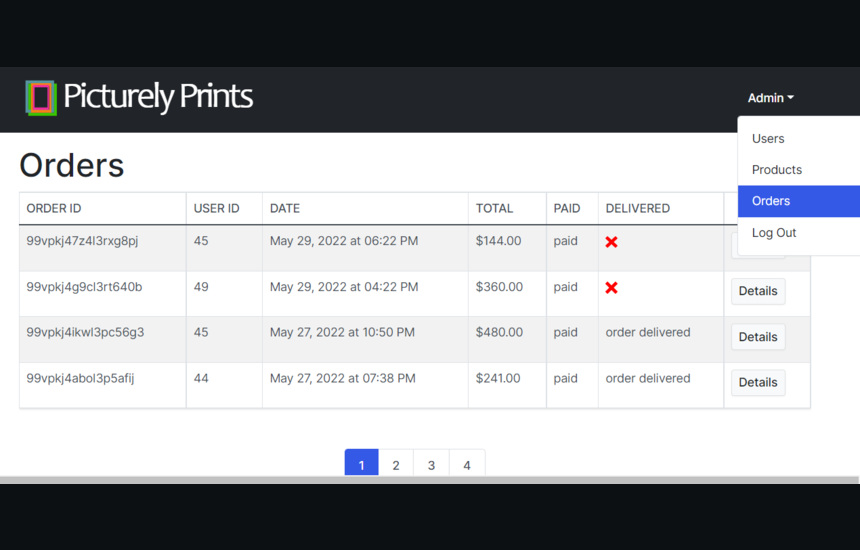 Picturely Prints
Admin
Users
Products
Orders
Log Out
Orders
ORDER ID USER ID DATE TOTAL PAID DELIVERED
99vpkj47z4l3rxg8pj 45 May 29, 2022 at 06:22 PM $144.00 paid
99vpkj4g9cl3rt640b 49 May 29, 2022 at 04:22 PM $360.00 paid Details
99vpkj4ikwl3pc56g3 45 May 27, 2022 at 10:50 PM $480.00 paid order delivered Details
99vpkj4abol3p5afij 44 May 27, 2022 at 07:38 PM $241.00 paid order delivered Details
1 2 3 4